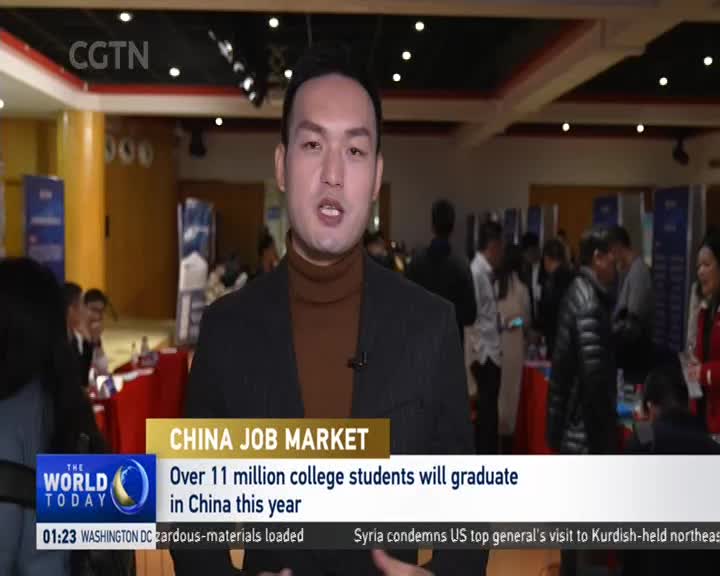 CGTN
CHINA JOB MARKET
Over 11 million college students will graduate
in China this year
THE
WORLD
TODAY
01:23 WASHINGTON DC zardous-materials loaded Syria condemns US top general's visit to Kurdish-held northeas